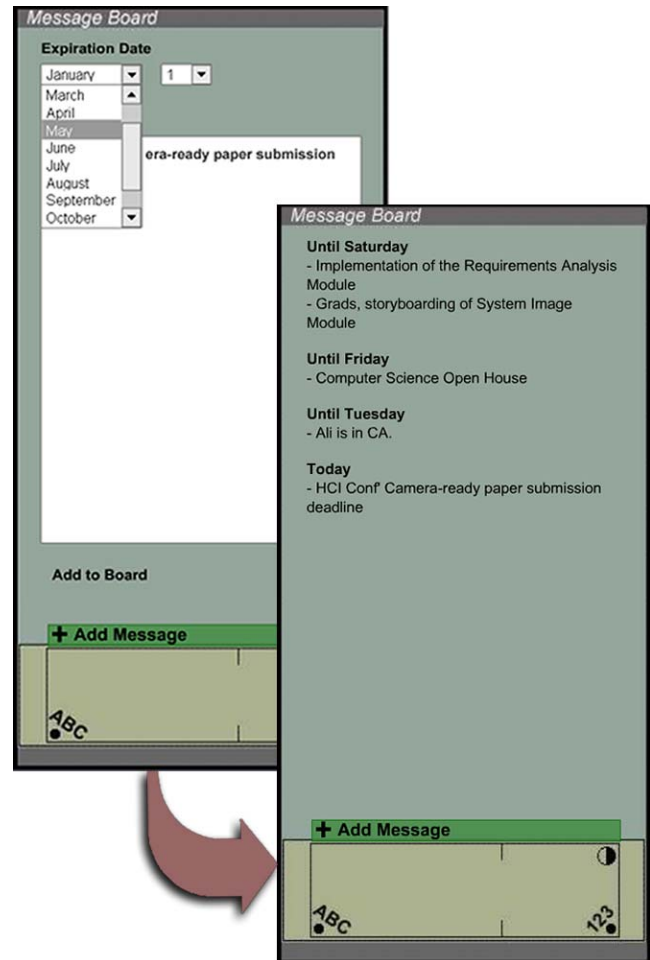 Message Board
Expiration Date
January 1
March
April
May
June
July
August
September
October
era-ready paper submission
Add to Board
+ Add Message
ABC
Message Board
Until Saturday
- Implementation of the Requirements Analysis
Module
- Grads, storyboarding of System Image
Module
Until Friday
- Computer Science Open House
Until Tuesday
- Ali is in CA.
Today
- HCI Conf' Camera-ready paper submission
deadline
+ Add Message
ABC 123